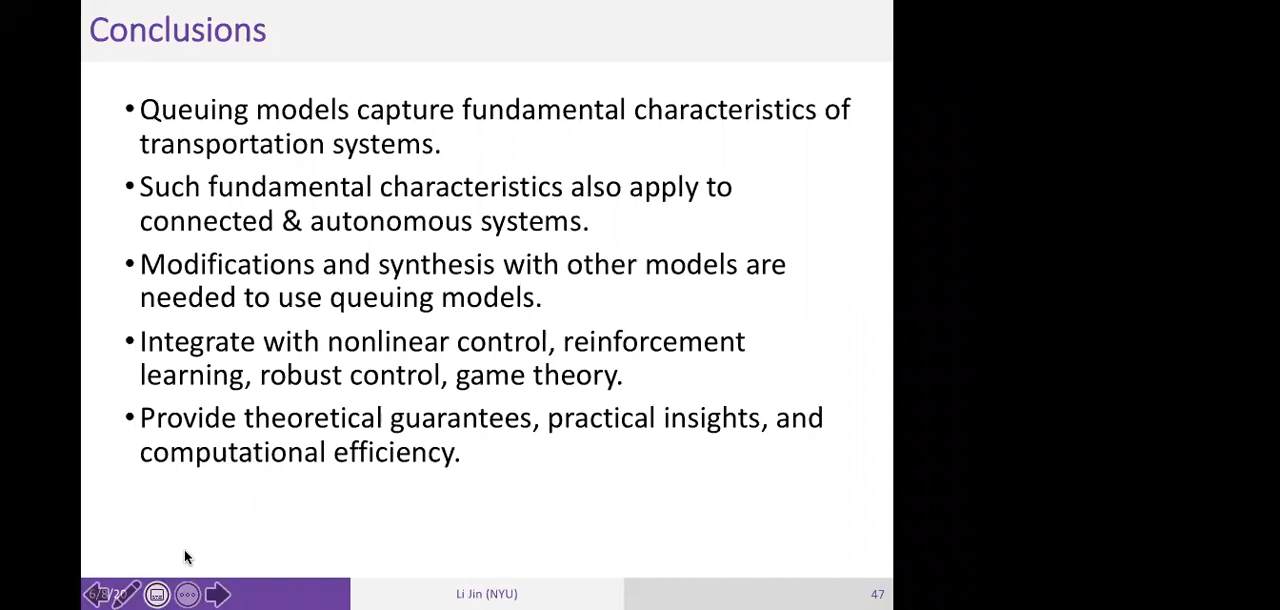 Conclusions
• Queuing models capture fundamental characteristics of
transportation systems.
• Such fundamental characteristics also apply to
connected & autonomous systems.
• Modifications and synthesis with other models are
needed to use queuing models.
• Integrate with nonlinear control, reinforcement
learning, robust control, game theory.
• Provide theoretical guarantees, practical insights, and
computational efficiency.
Li Jin (NYU)
47